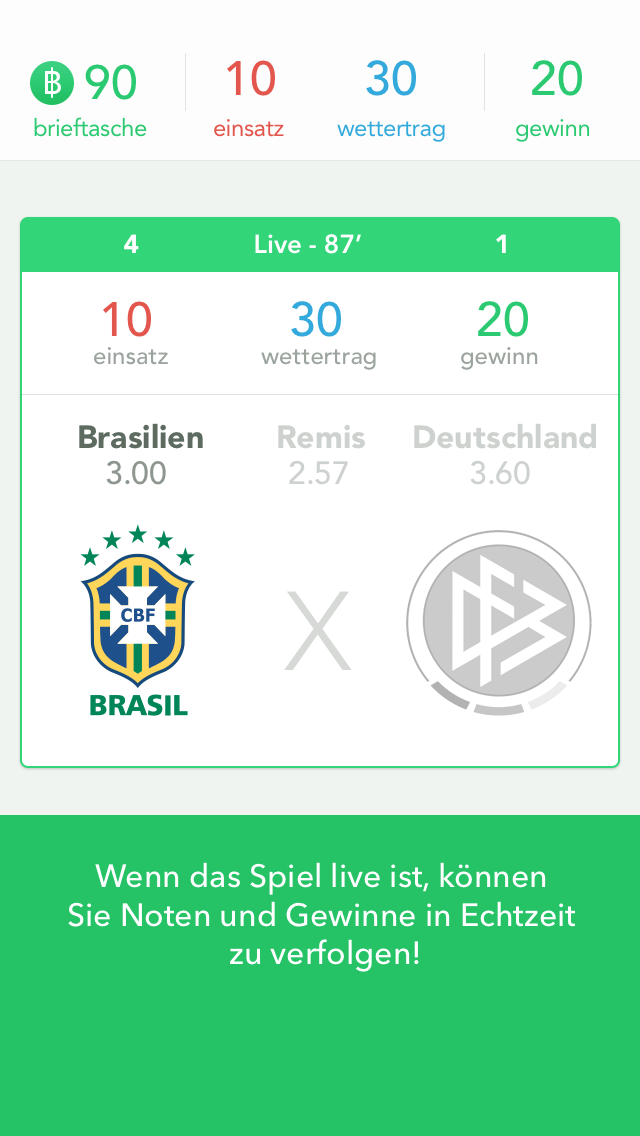 ฿ 90 10 30 20
brieftasche einsatz wettertrag gewinn
4 Live - 87’ 1
10 30 20
einsatz wettertrag gewinn
Brasilien Remis Deutschland
3.00 2.57 3.60
CBF X DFB
BRASIL
Wenn das Spiel live ist, können
Sie Noten und Gewinne in Echtzeit
zu verfolgen!